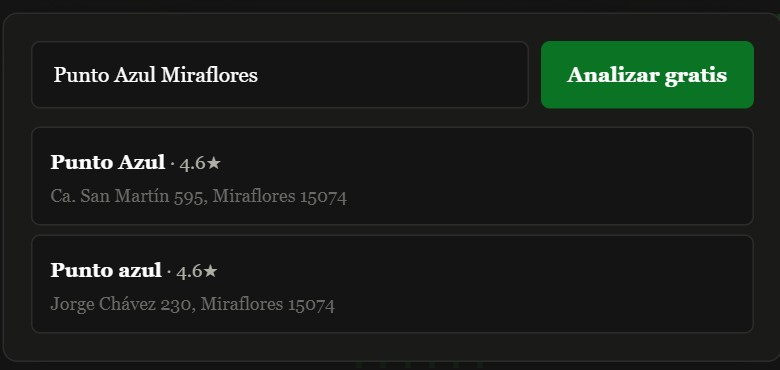 Punto Azul Miraflores
Analizar gratis
Punto Azul · 4.6★
Ca. San Martín 595, Miraflores 15074
Punto azul · 4.6★
Jorge Chávez 230, Miraflores 15074